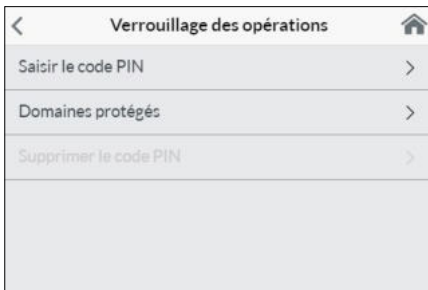 Verrouillage des opérations
Saisir le code PIN
Domaines protégés
Supprimer le code PIN